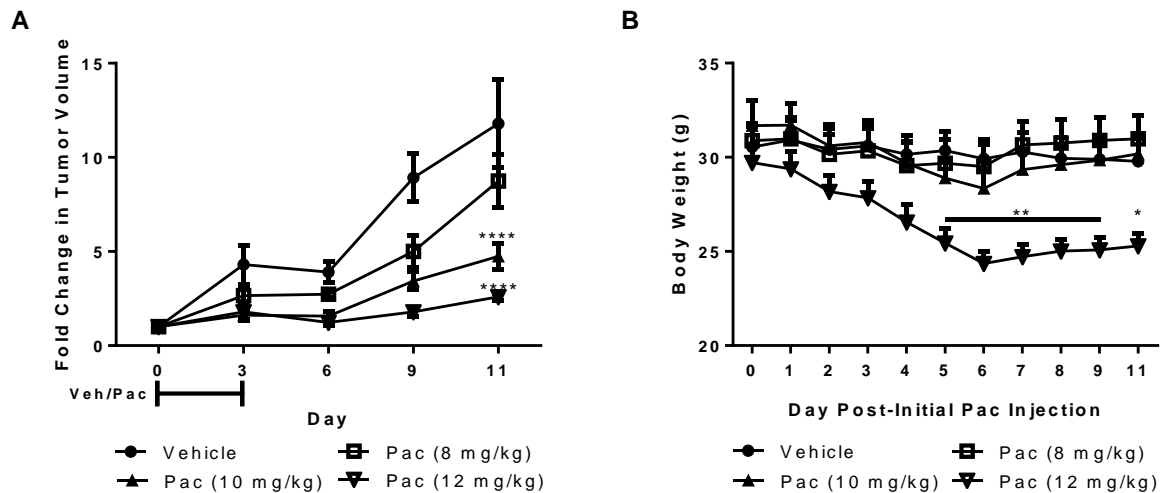 A
Fold Change in Tumor Volume
15
10
5
0
****
****
0 3 6 9 11
Veh/Pac
Day
Vehicle
Pac (8 mg/kg)
Pac (10 mg/kg)
Pac (12 mg/kg)
B
Body Weight (g)
35
30
25
20
**
*
0 1 2 3 4 5 6 7 8 9 11
Day Post-Initial Pac Injection
Vehicle
Pac (8 mg/kg)
Pac (10 mg/kg)
Pac (12 mg/kg)